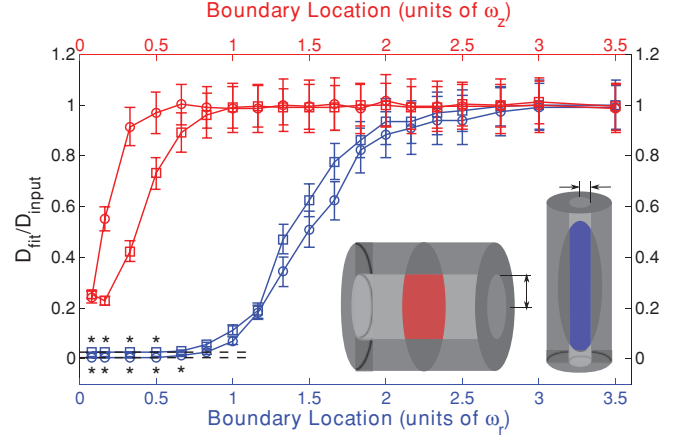 Boundary Location (units of ω_z)
0 0.5 1 1.5 2 2.5 3 3.5
D_fit/D_input
1.2 1.2
1 1
0.8 0.8
0.6 0.6
0.4 0.4
0.2 0.2
* * * *
0 0
* * * * *
0 0.5 1 1.5 2 2.5 3 3.5
Boundary Location (units of ω_r)